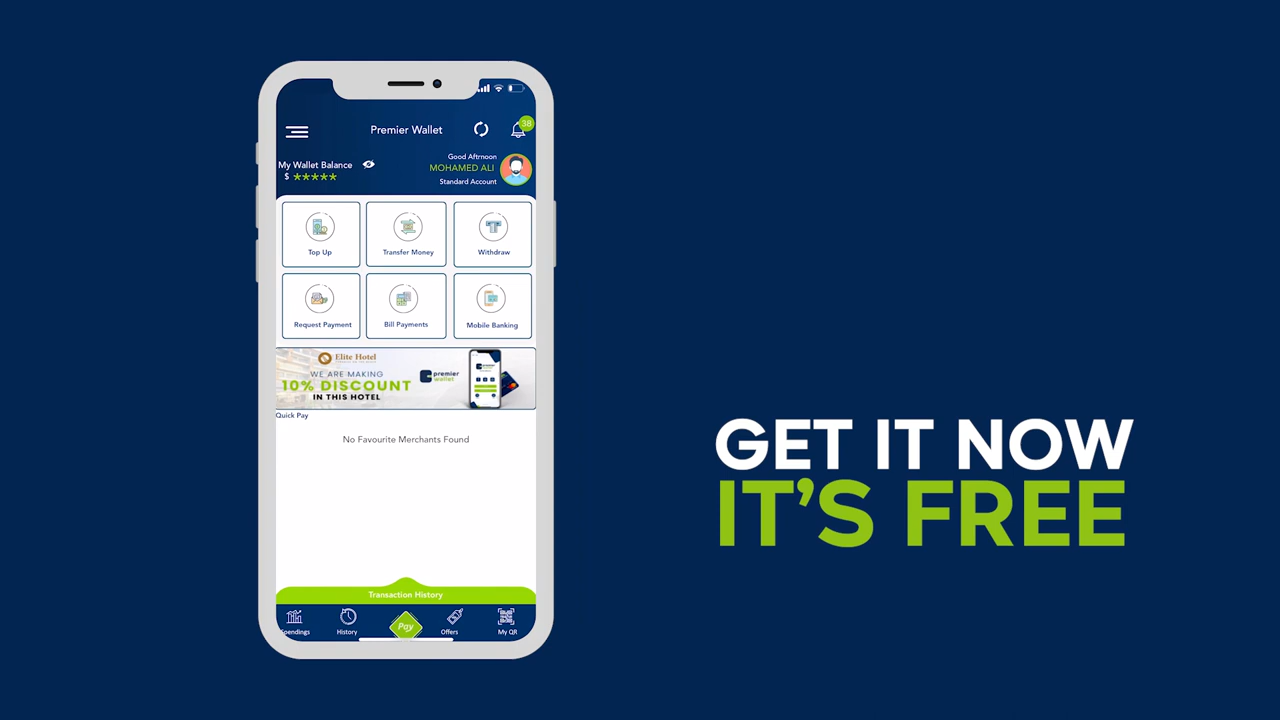 Premier Wallet
38
My Wallet Balance
$ *****
Good Aftrnoon
MOHAMED ALI
Standard Account
Top Up
Transfer Money
Withdraw
Request Payment
Bill Payments
Mobile Banking
Elite Hotel
WE ARE MAKING
10% DISCOUNT
IN THIS HOTEL
premier
wallet
Quick Pay
No Favourite Merchants Found
Transaction History
Spendings
History
Pay
Offers
My QR
GET IT NOW
IT'S FREE